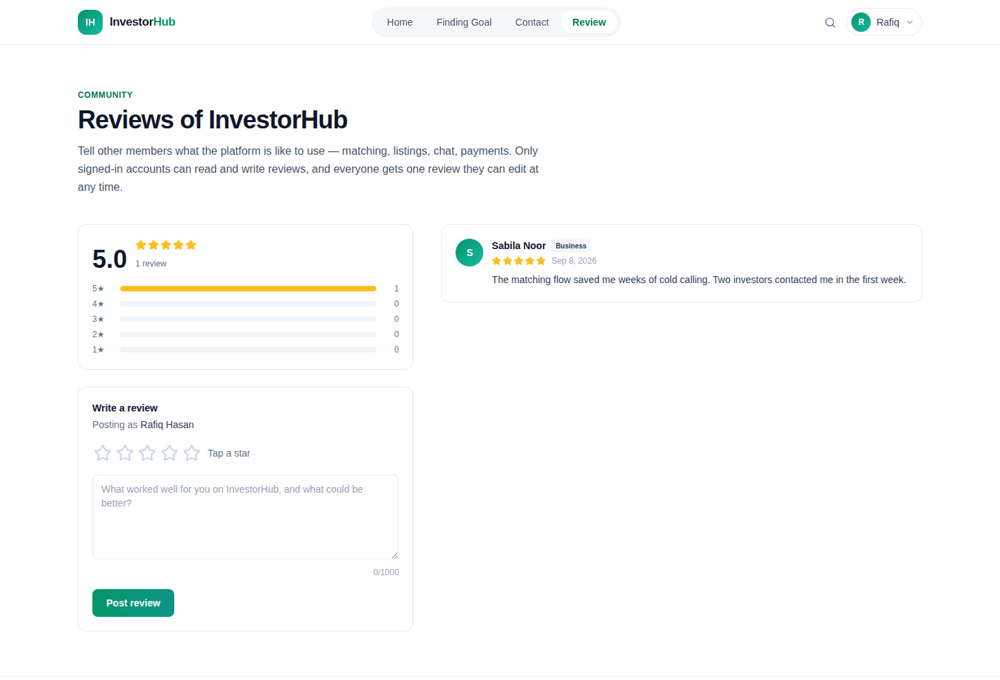 IH InvestorHub
Home Finding Goal Contact Review
R Rafiq
COMMUNITY
Reviews of InvestorHub
Tell other members what the platform is like to use — matching, listings, chat, payments. Only
signed-in accounts can read and write reviews, and everyone gets one review they can edit at
any time.
5.0
1 review
5★ 1
4★ 0
3★ 0
2★ 0
1★ 0
Write a review
Posting as Rafiq Hasan
Tap a star
What worked well for you on InvestorHub, and what could be
better?
0/1000
Post review
S
Sabila Noor Business
Sep 8, 2026
The matching flow saved me weeks of cold calling. Two investors contacted me in the first week.